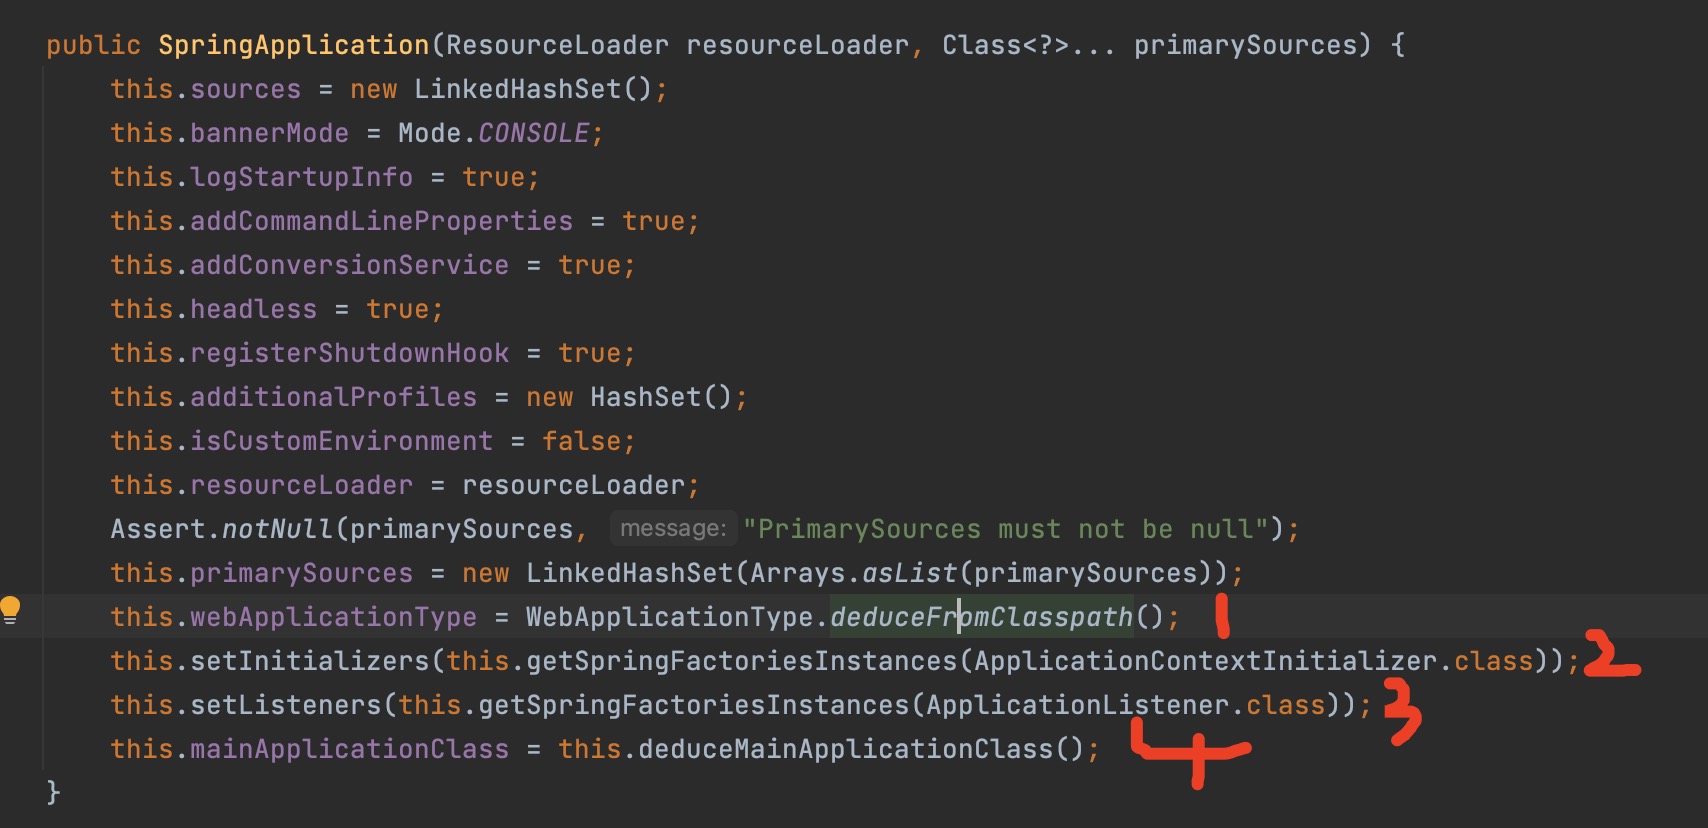 public SpringApplication(ResourceLoader resourceLoader, Class<?>... primarySources) {
this.sources = new LinkedHashSet();
this.bannerMode = Mode.CONSOLE;
this.logStartupInfo = true;
this.addCommandLineProperties = true;
this.addConversionService = true;
this.headless = true;
this.registerShutdownHook = true;
this.additionalProfiles = new HashSet();
this.isCustomEnvironment = false;
this.resourceLoader = resourceLoader;
Assert.notNull(primarySources, message: "PrimarySources must not be null");
this.primarySources = new LinkedHashSet(Arrays.asList(primarySources));
this.webApplicationType = WebApplicationType.deduceFromClasspath(); 1
this.setInitializers(this.getSpringFactoriesInstances(ApplicationContextInitializer.class)); 2
this.setListeners(this.getSpringFactoriesInstances(ApplicationListener.class)); 3
this.mainApplicationClass = this.deduceMainApplicationClass(); 4
}